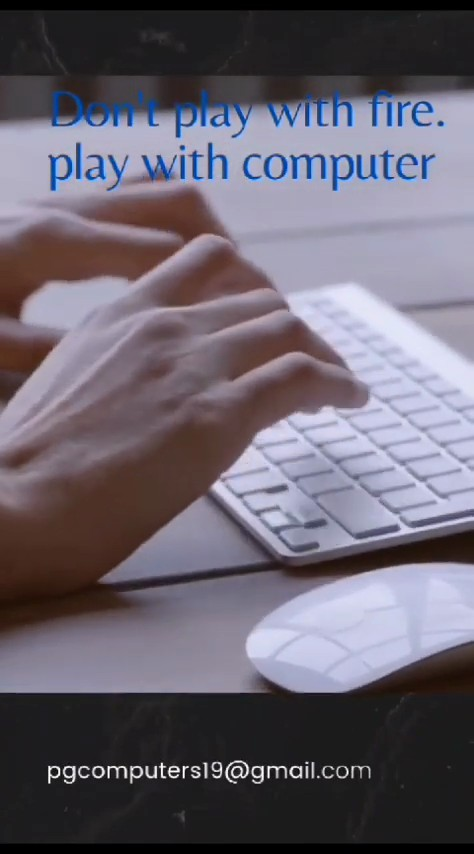 Don't play with fire.
play with computer
pgcomputers19@gmail.com